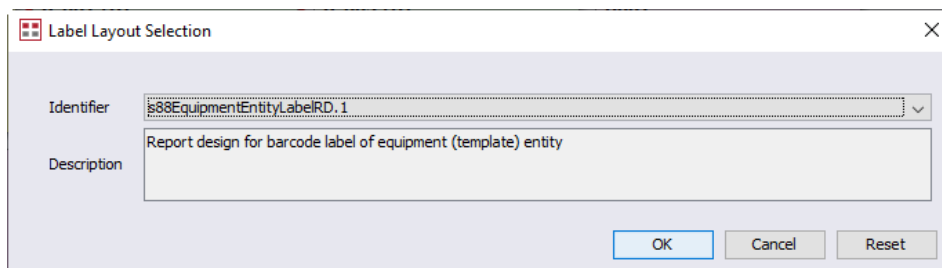 Label Layout Selection
Identifier
s88EquipmentEntityLabelRD.1
Report design for barcode label of equipment (template) entity
Description
OK
Cancel
Reset